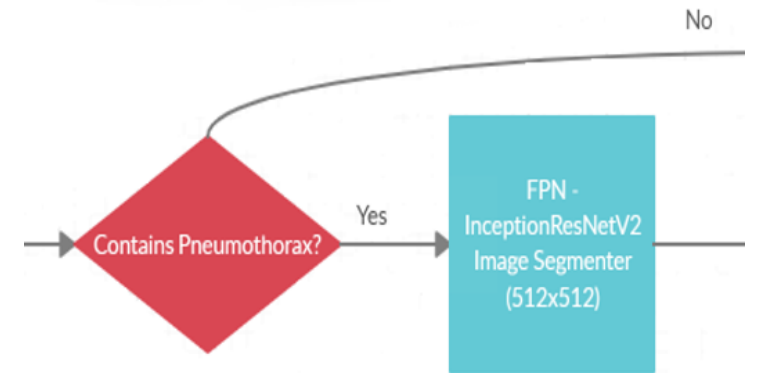 No
Contains Pneumothorax?
Yes
FPN -
InceptionResNetV2
Image Segmenter
(512x512)